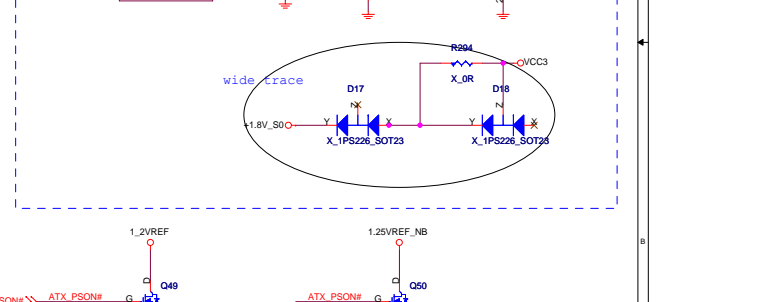 R294
VCC3
wide trace
X_0R
D17
D18
Z
Z
+1.8V_S0
Y
X
Y
X
X_1PS226_SOT23
X_1PS226_SOT23
B
1_2VREF
1.25VREF_NB
D
D
Q49
Q50
PSON#
ATX_PSON#
G
ATX_PSON#
G